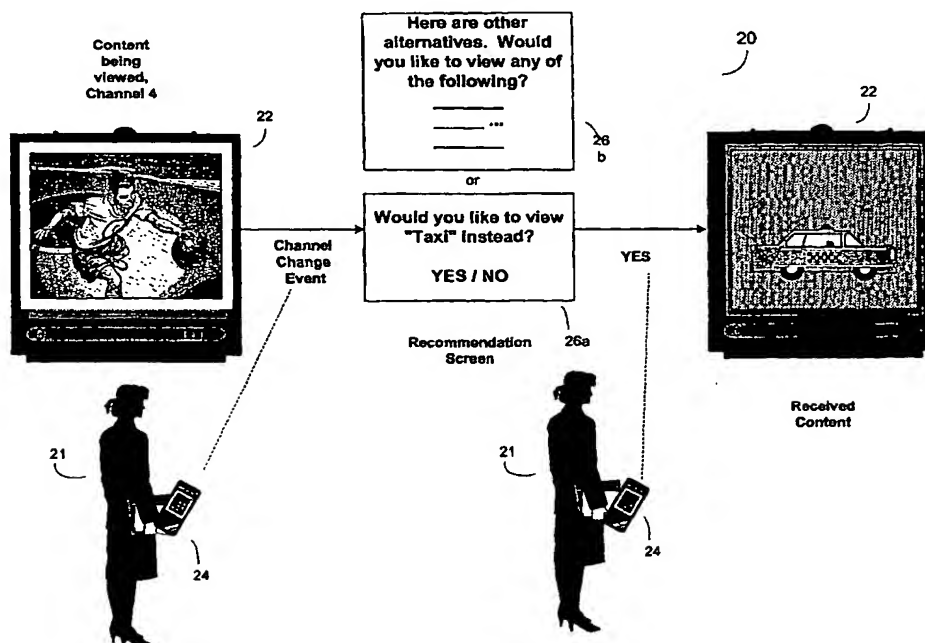 Content
being
viewed,
Channel 4
22
Here are other
alternatives. Would
you like to view any of
the following?
...
26
b
or
Would you like to view
"Taxi" Instead?
YES / NO
26a
Recommendation
Screen
Channel
Change
Event
YES
20
22
Received
Content
21
24
21
24